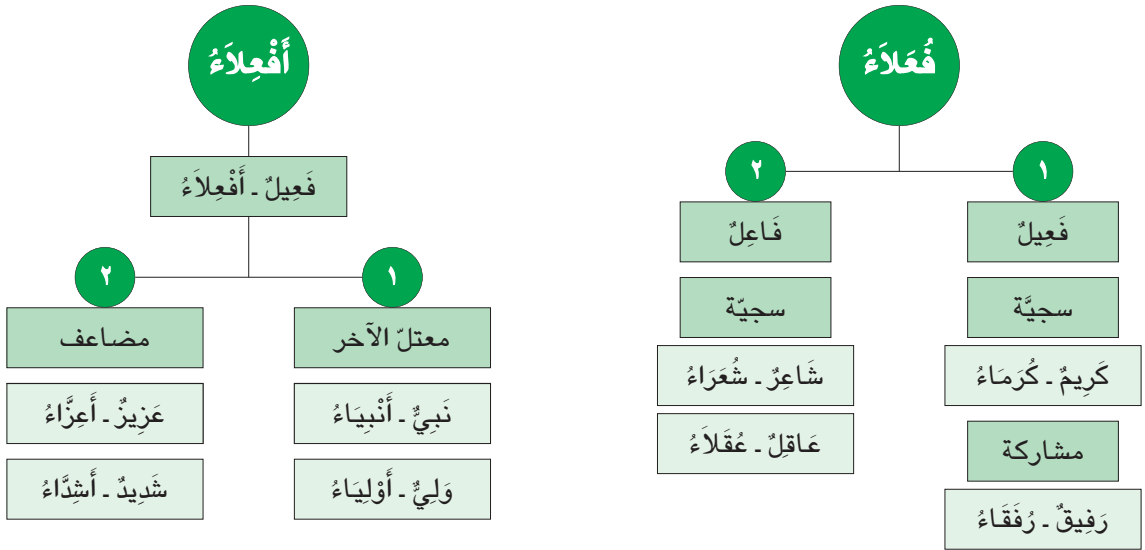 فُعَلاَءُ
١
فَعِيلٌ
سجيَّة
كَرِيمٌ ـ كُرَمَاءُ
مشاركة
رَفِيقٌ ـ رُفَقَاءُ
٢
فَاعِلٌ
سجيّة
شَاعِرٌ ـ شُعَرَاءُ
عَاقِلٌ ـ عُقَلاَءُ
أَفْعِلاَءُ
فَعِيلٌ ـ أَفْعِلاَءُ
١
معتلّ الآخر
نَبِيٌّ ـ أَنْبِيَاءُ
وَلِيٌّ ـ أَوْلِيَاءُ
٢
مضاعف
عَزِيزٌ ـ أَعِزَّاءُ
شَدِيدٌ ـ أَشِدَّاءُ